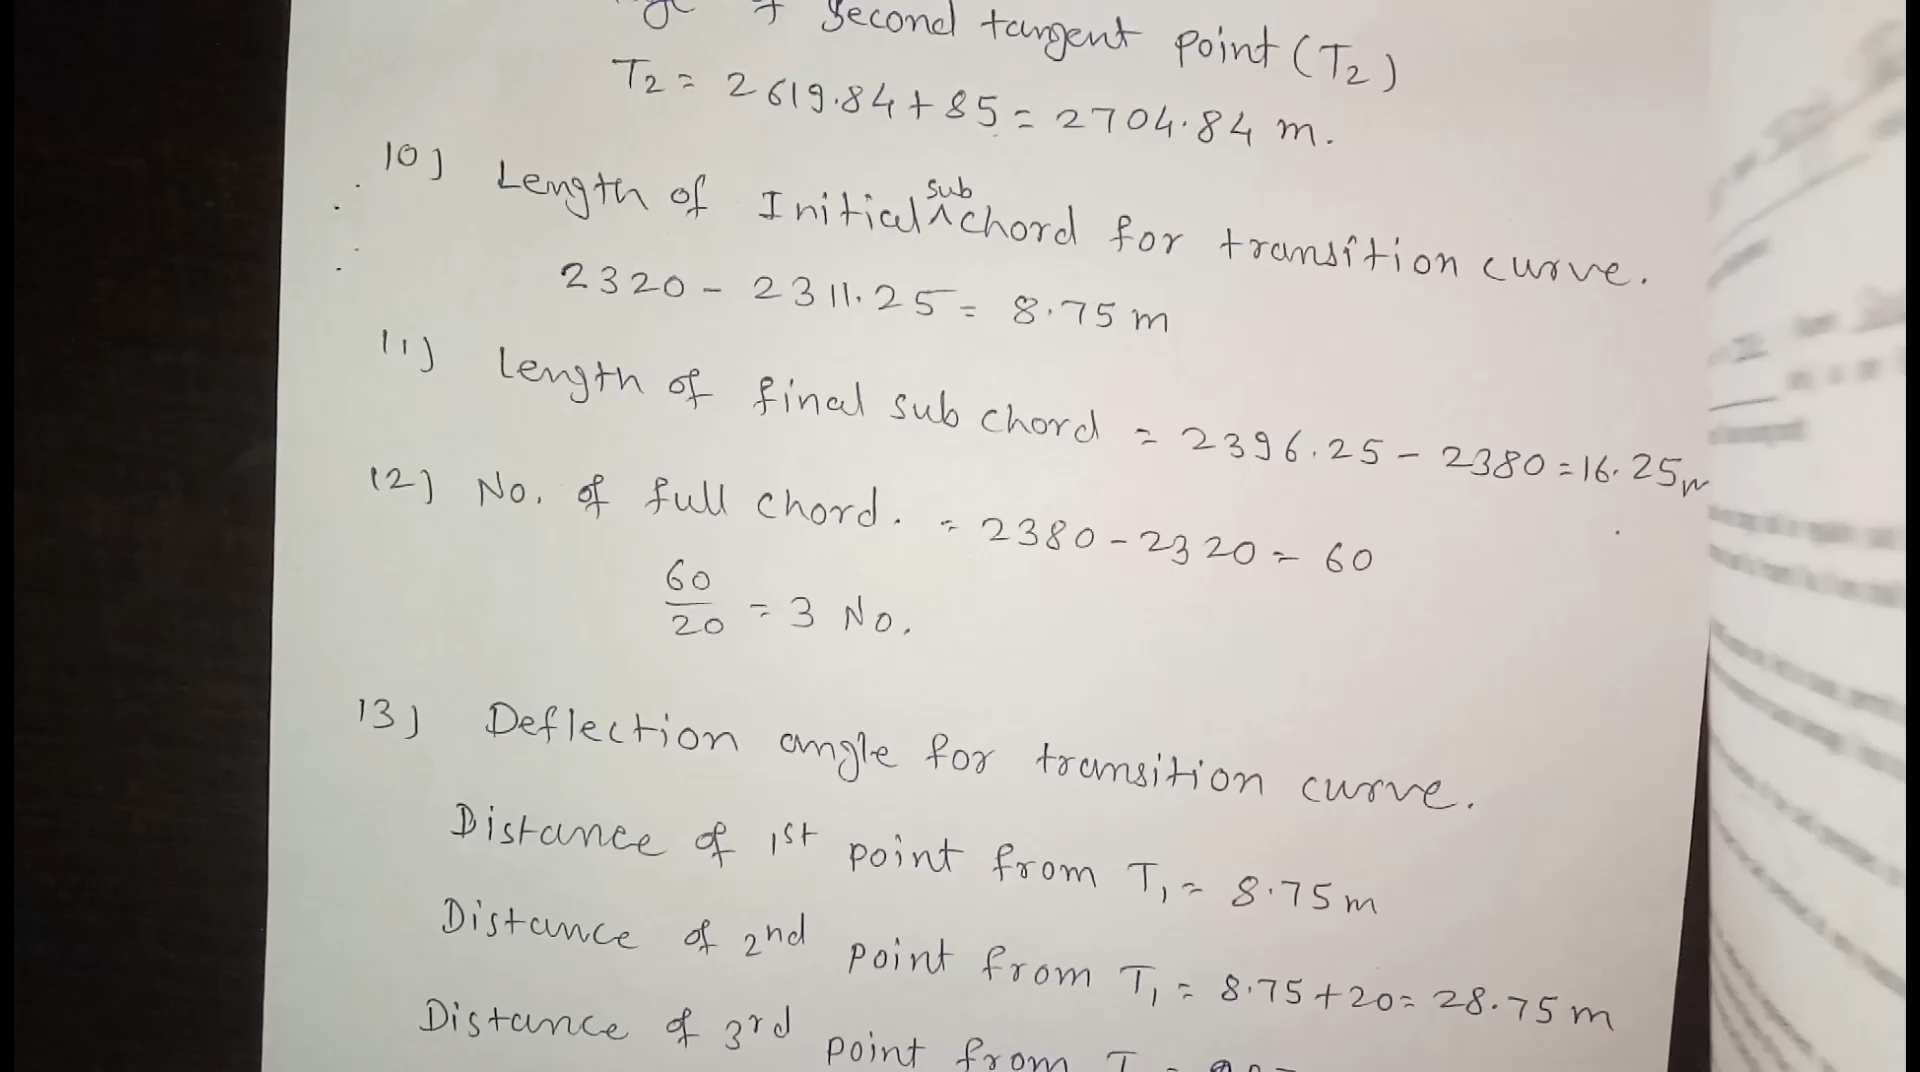 of second tangent point (T2)
T2 = 2619.84 + 85 = 2704.84 m.
10) Length of Initial sub chord for transition curve.
2320 - 2311.25 = 8.75 m
11) Length of final sub chord = 2396.25 - 2380 = 16.25m
12) No. of full chord. = 2380 - 2320 = 60
60/20 = 3 No.
13) Deflection angle for transition curve.
Distance of 1st point from T1 = 8.75 m
Distance of 2nd point from T1 = 8.75 + 20 = 28.75 m
Distance of 3rd point from